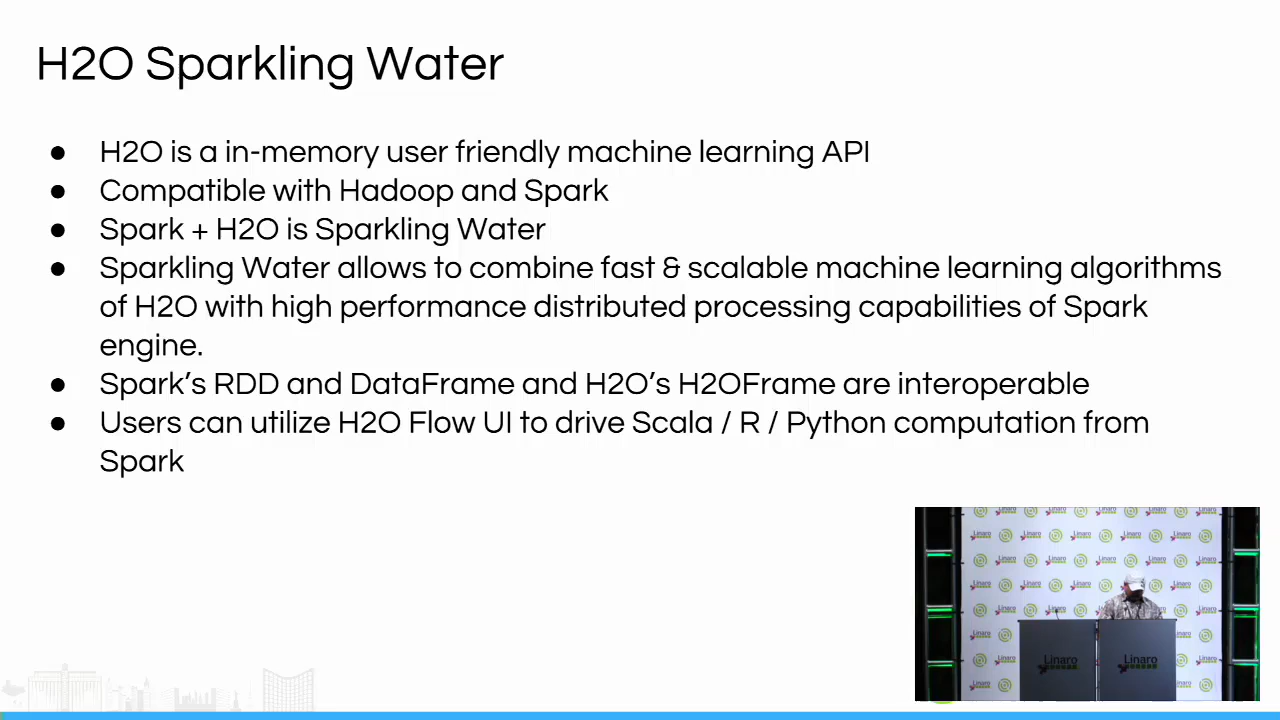 H2O Sparkling Water
● H2O is a in-memory user friendly machine learning API
● Compatible with Hadoop and Spark
● Spark + H2O is Sparkling Water
● Sparkling Water allows to combine fast & scalable machine learning algorithms
of H2O with high performance distributed processing capabilities of Spark
engine.
● Spark’s RDD and DataFrame and H2O’s H2OFrame are interoperable
● Users can utilize H2O Flow UI to drive Scala / R / Python computation from
Spark
Linaro
Linaro